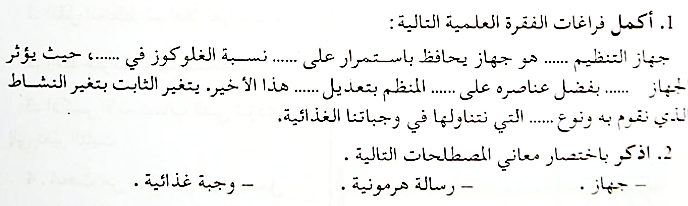 1. أكمل فراغات الفقرة العلمية التالية :
جهاز التنظيم ...... هو جهاز يحافظ باستمرار على ...... نسبة الغلوكوز في ......، حيث يؤثر
الجهاز ...... بفضل عناصره على ...... المنظم بتعديل ...... هذا الأخير. يتغير الثابت بتغير النشاط
الذي نقوم به ونوع ...... التي نتناولها في وجباتنا الغذائية.
2. اذكر باختصار معاني المصطلحات التالية .
– جهاز . – رسالة هرمونية . – وجبة غذائية .